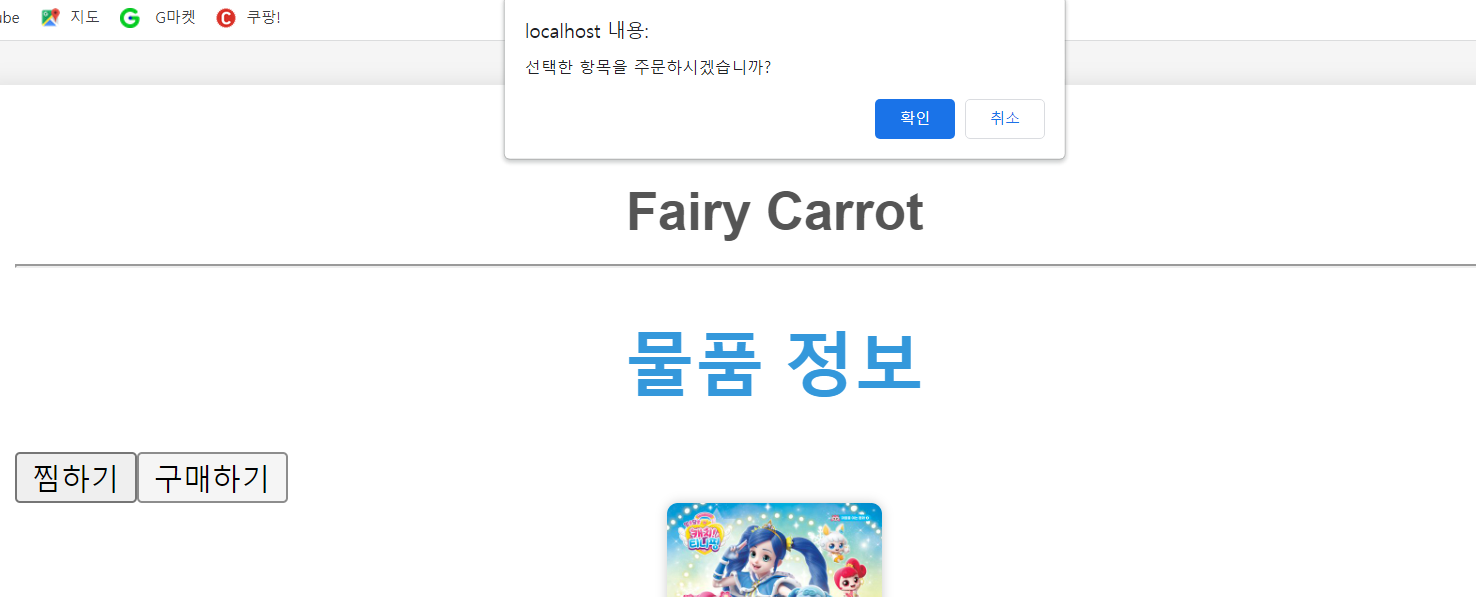 ube 지도 G마켓 쿠팡!
localhost 내용:
선택한 항목을 주문하시겠습니까?
확인 취소
Fairy Carrot
물품 정보
찜하기 구매하기
캐치!
티니핑